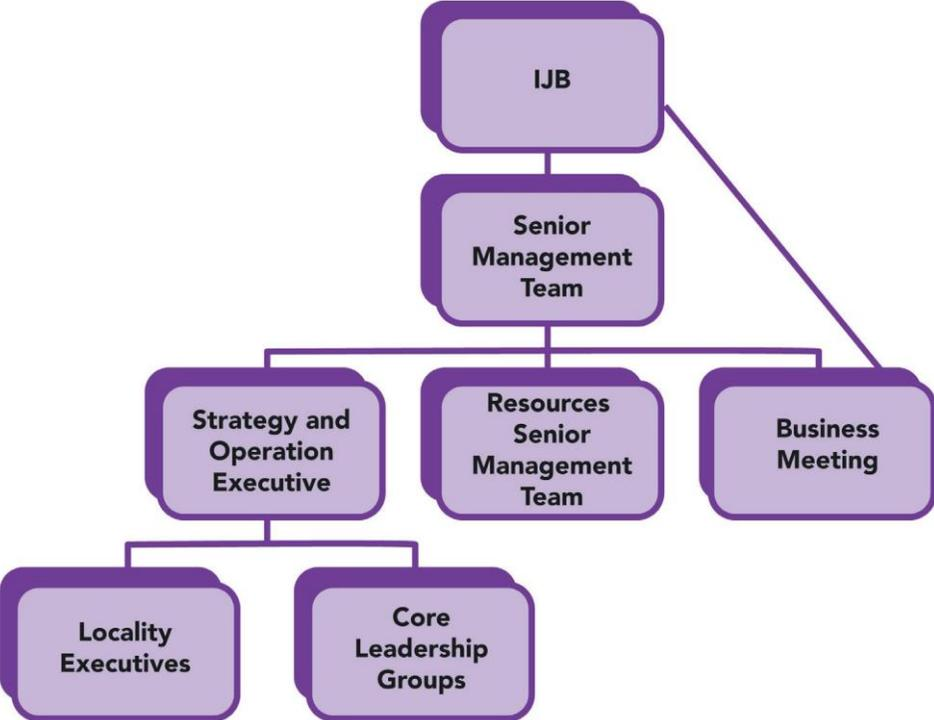 IJB
Senior
Management
Team
Strategy and
Operation
Executive
Resources
Senior
Management
Team
Business
Meeting
Locality
Executives
Core
Leadership
Groups